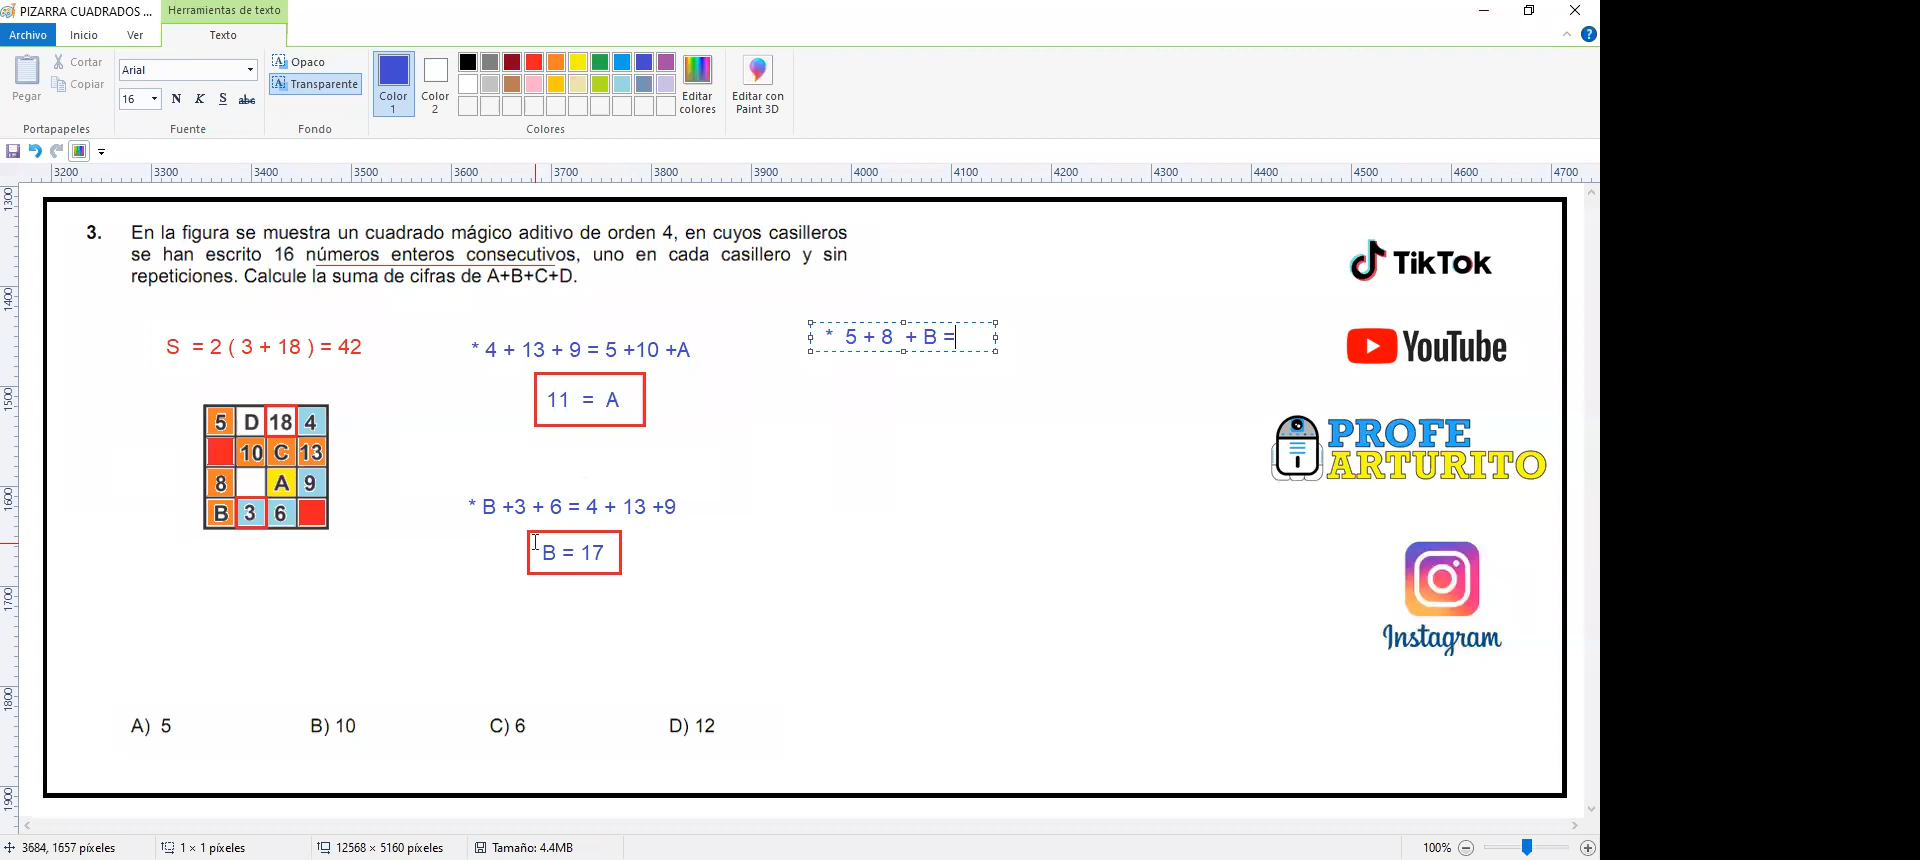 PIZARRA CUADRADOS ...
Herramientas de texto
Archivo
Inicio
Ver
Texto
?
Pegar
Cortar
Copiar
Portapapeles
Arial
16
N K S abc
Fuente
Opaco
Transparente
Fondo
Color 1
Color 2
Editar colores
Editar con Paint 3D
Colores
3200 3300 3400 3500 3600 3700 3800 3900 4000 4100 4200 4300 4400 4500 4600 4700
1300
1400
1500
1600
1700
1800
1900
3. En la figura se muestra un cuadrado mágico aditivo de orden 4, en cuyos casilleros
se han escrito 16 números enteros consecutivos, uno en cada casillero y sin
repeticiones. Calcule la suma de cifras de A+B+C+D.
S = 2 ( 3 + 18 ) = 42
* 4 + 13 + 9 = 5 +10 +A
11 = A
* B +3 + 6 = 4 + 13 +9
B = 17
* 5 + 8 + B =
5 D 18 4
10 C 13
8 A 9
B 3 6
A) 5 B) 10 C) 6 D) 12
TikTok
YouTube
PROFE
ARTURITO
Instagram
3684, 1657 píxeles
1 × 1 píxeles
12568 × 5160 píxeles
Tamaño: 4.4MB
100%